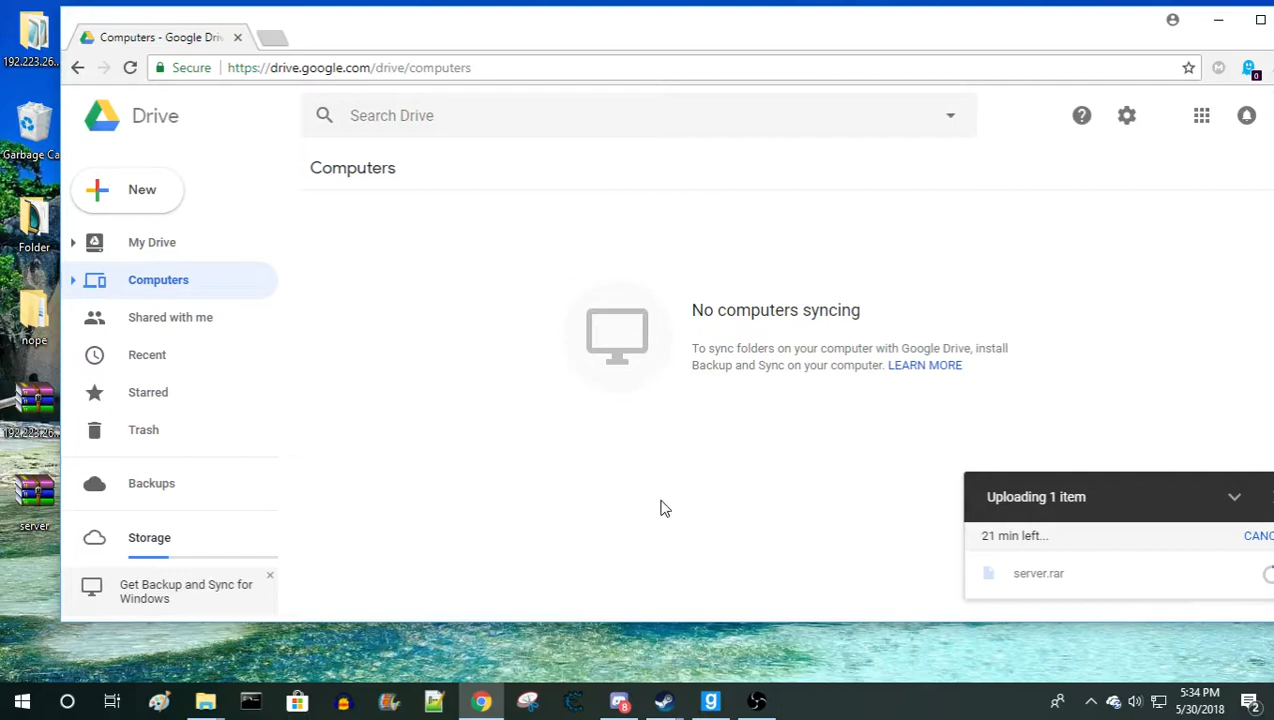 192.223.26...
Computers - Google Driv
Secure
https://drive.google.com/drive/computers
0
Drive
Search Drive
Garbage Ca
Computers
New
My Drive
Folder
Computers
Shared with me
nope
Recent
Starred
192.223.26...
Trash
Backups
server
Storage
Get Backup and Sync for
Windows
No computers syncing
To sync folders on your computer with Google Drive, install
Backup and Sync on your computer. LEARN MORE
Uploading 1 item
21 min left...
CANC
server.rar
8
5:34 PM
5/30/2018
2